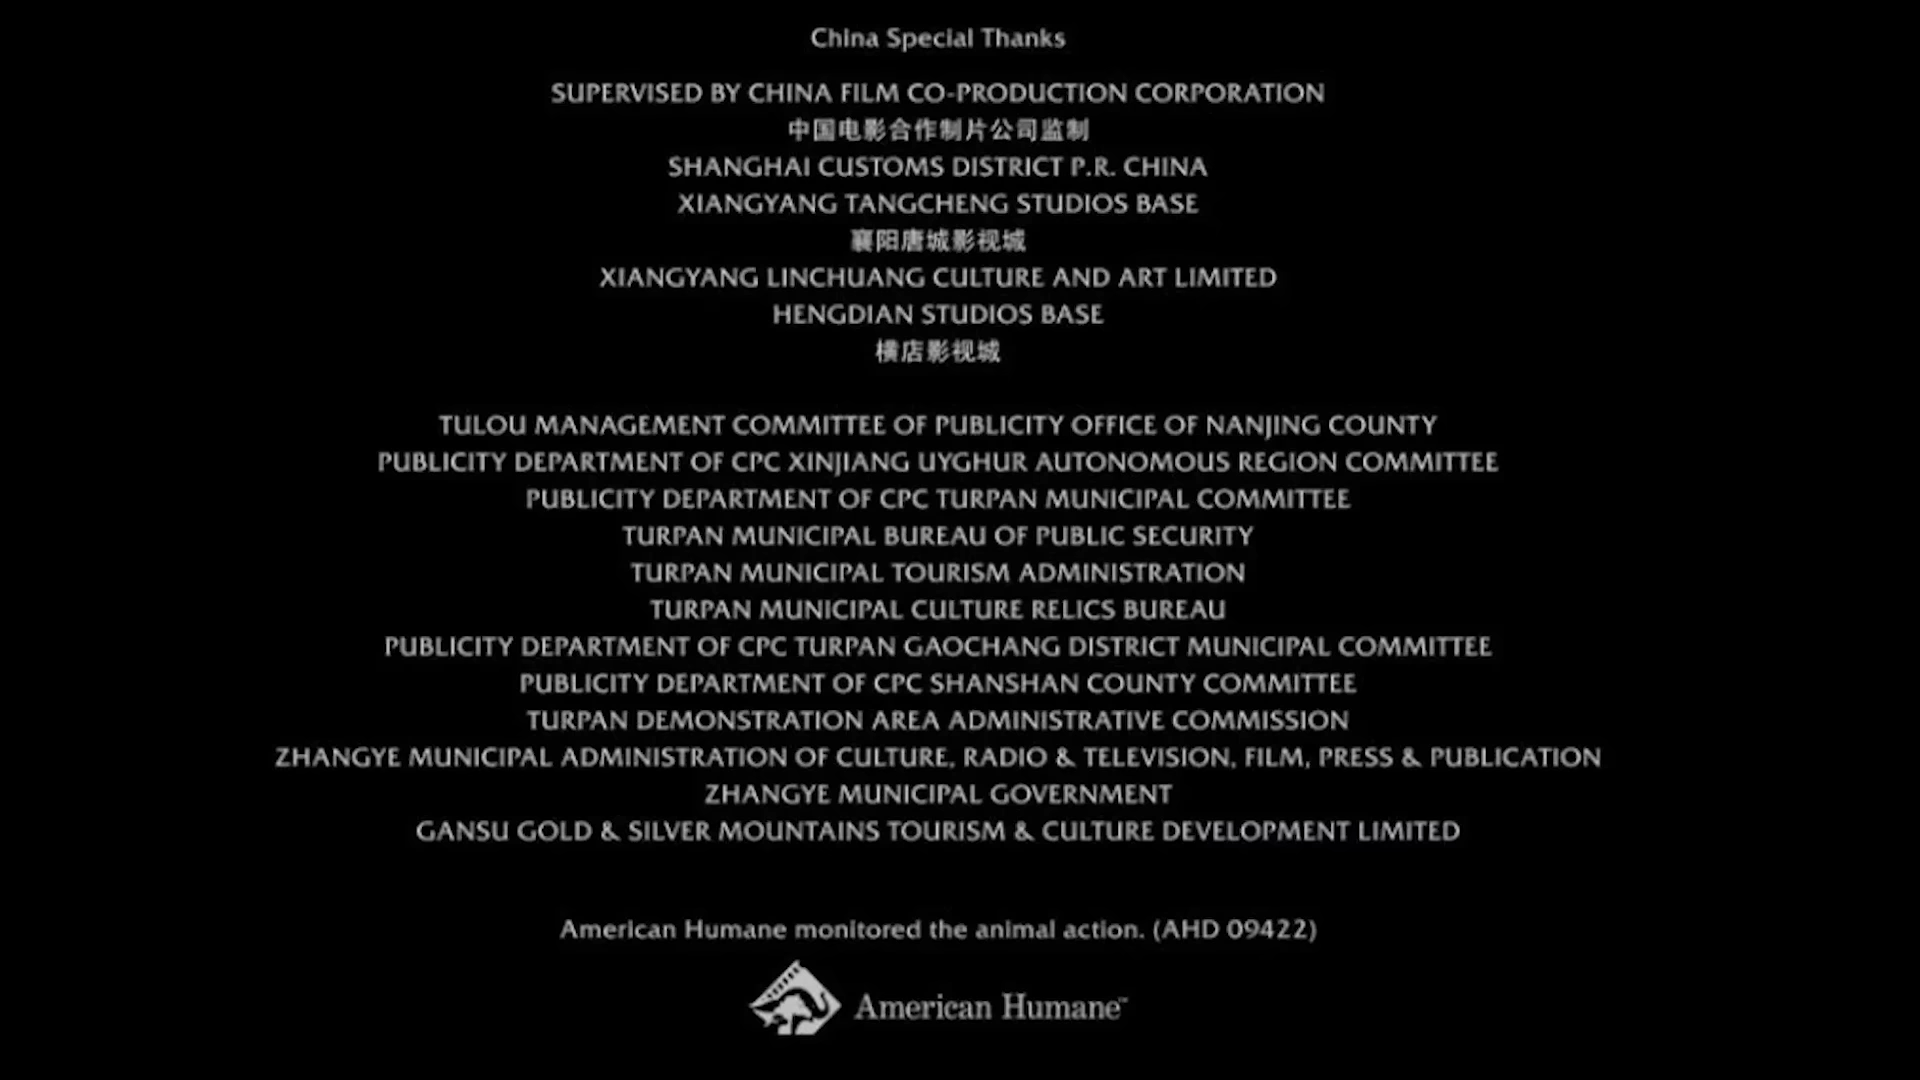 China Special Thanks
SUPERVISED BY CHINA FILM CO-PRODUCTION CORPORATION
中国电影合作制片公司监制
SHANGHAI CUSTOMS DISTRICT P.R. CHINA
XIANGYANG TANGCHENG STUDIOS BASE
襄阳唐城影视城
XIANGYANG LINCHUANG CULTURE AND ART LIMITED
HENGDIAN STUDIOS BASE
横店影视城
TULOU MANAGEMENT COMMITTEE OF PUBLICITY OFFICE OF NANJING COUNTY
PUBLICITY DEPARTMENT OF CPC XINJIANG UYGHUR AUTONOMOUS REGION COMMITTEE
PUBLICITY DEPARTMENT OF CPC TURPAN MUNICIPAL COMMITTEE
TURPAN MUNICIPAL BUREAU OF PUBLIC SECURITY
TURPAN MUNICIPAL TOURISM ADMINISTRATION
TURPAN MUNICIPAL CULTURE RELICS BUREAU
PUBLICITY DEPARTMENT OF CPC TURPAN GAOCHANG DISTRICT MUNICIPAL COMMITTEE
PUBLICITY DEPARTMENT OF CPC SHANSHAN COUNTY COMMITTEE
TURPAN DEMONSTRATION AREA ADMINISTRATIVE COMMISSION
ZHANGYE MUNICIPAL ADMINISTRATION OF CULTURE, RADIO & TELEVISION, FILM, PRESS & PUBLICATION
ZHANGYE MUNICIPAL GOVERNMENT
GANSU GOLD & SILVER MOUNTAINS TOURISM & CULTURE DEVELOPMENT LIMITED
American Humane monitored the animal action. (AHD 09422)
American Humane™